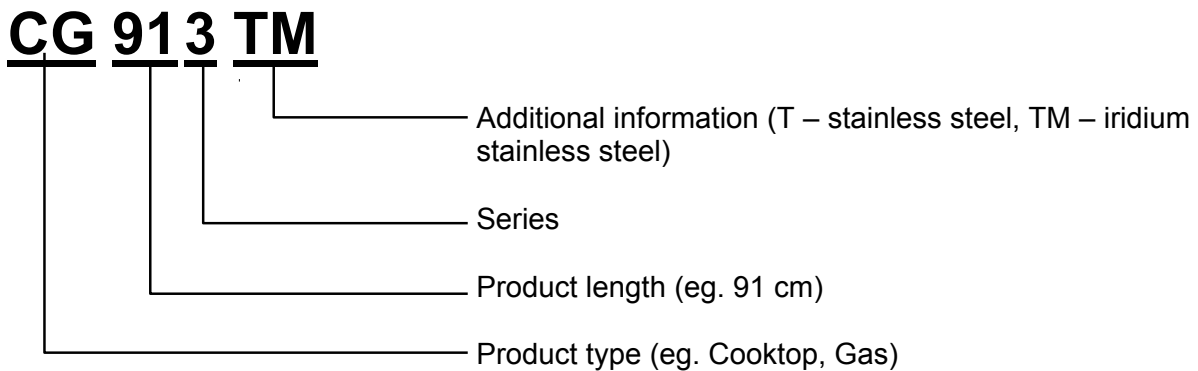 CG 91 3 TM
Additional information (T – stainless steel, TM – iridium
stainless steel)
Series
Product length (eg. 91 cm)
Product type (eg. Cooktop, Gas)